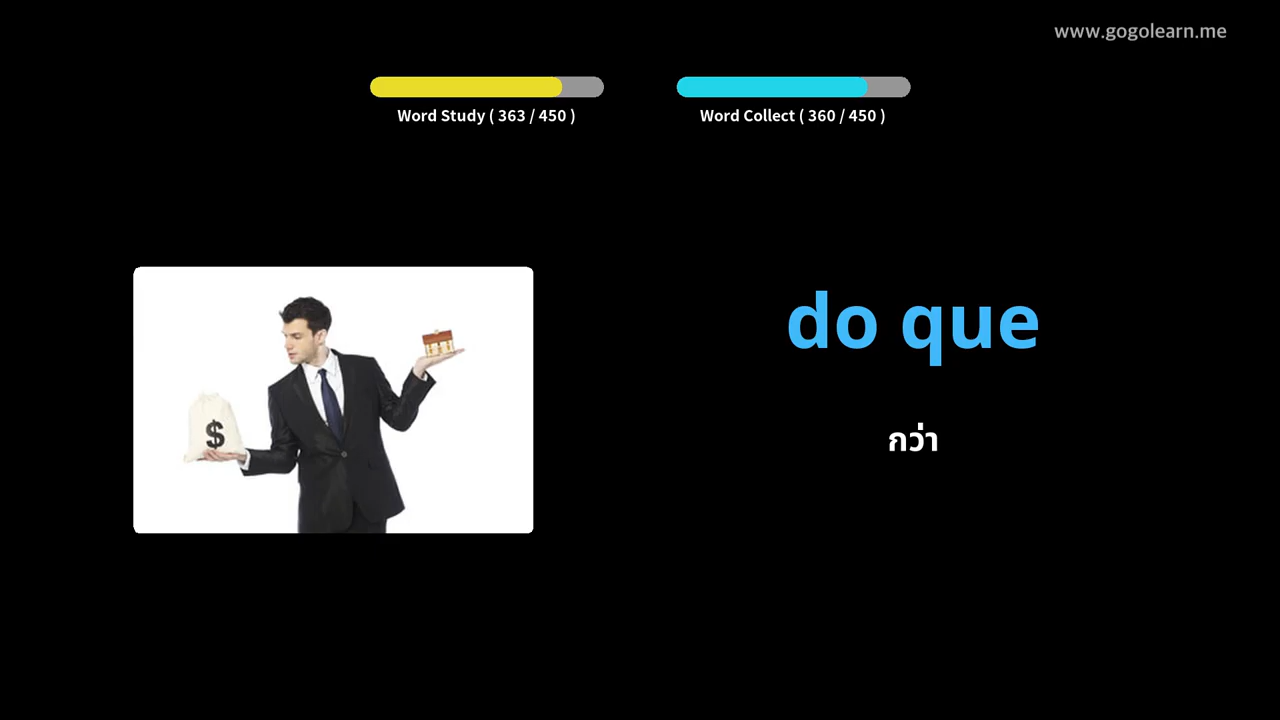 www.gogolearn.me
Word Study ( 363 / 450 )
Word Collect ( 360 / 450 )
$
do que
กว่า